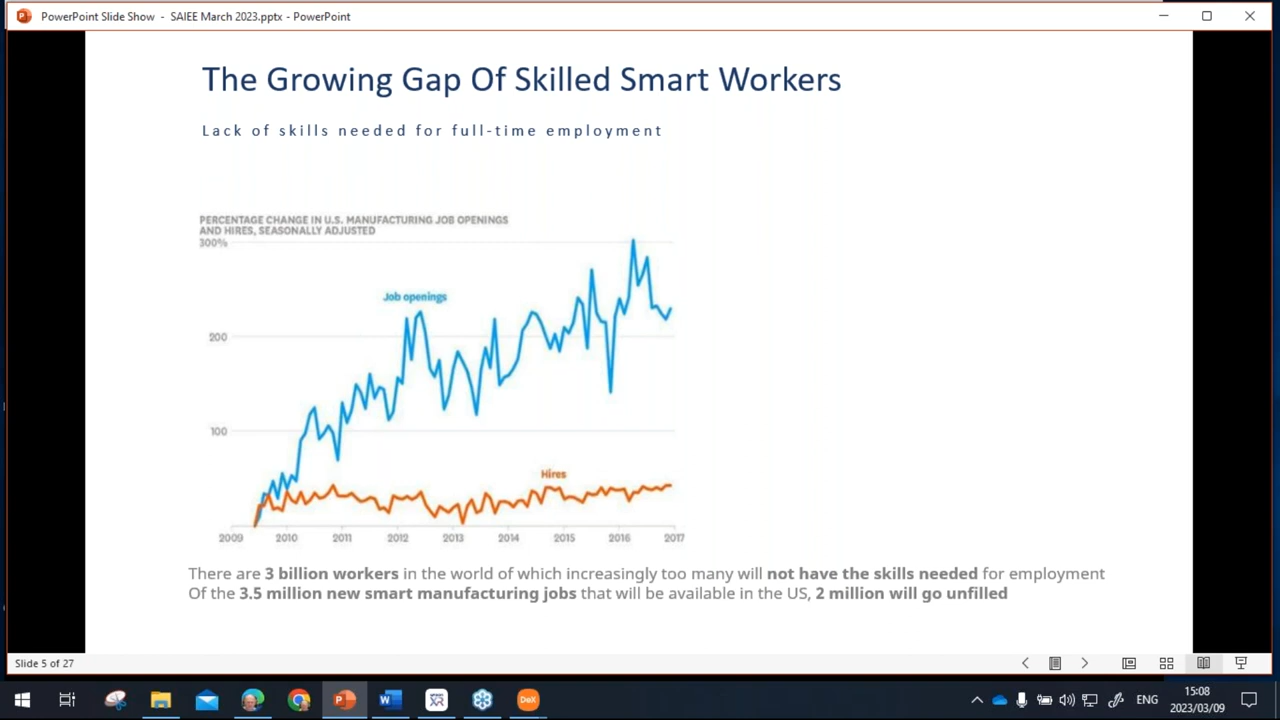 PowerPoint Slide Show - SAIEE March 2023.pptx - PowerPoint
The Growing Gap Of Skilled Smart Workers
Lack of skills needed for full-time employment
PERCENTAGE CHANGE IN U.S. MANUFACTURING JOB OPENINGS
AND HIRES, SEASONALLY ADJUSTED
300%
Job openings
200
100
Hires
2009 2010 2011 2012 2013 2014 2015 2016 2017
There are 3 billion workers in the world of which increasingly too many will not have the skills needed for employment
Of the 3.5 million new smart manufacturing jobs that will be available in the US, 2 million will go unfilled
Slide 5 of 27
XR
DeX
ENG
15:08
2023/03/09